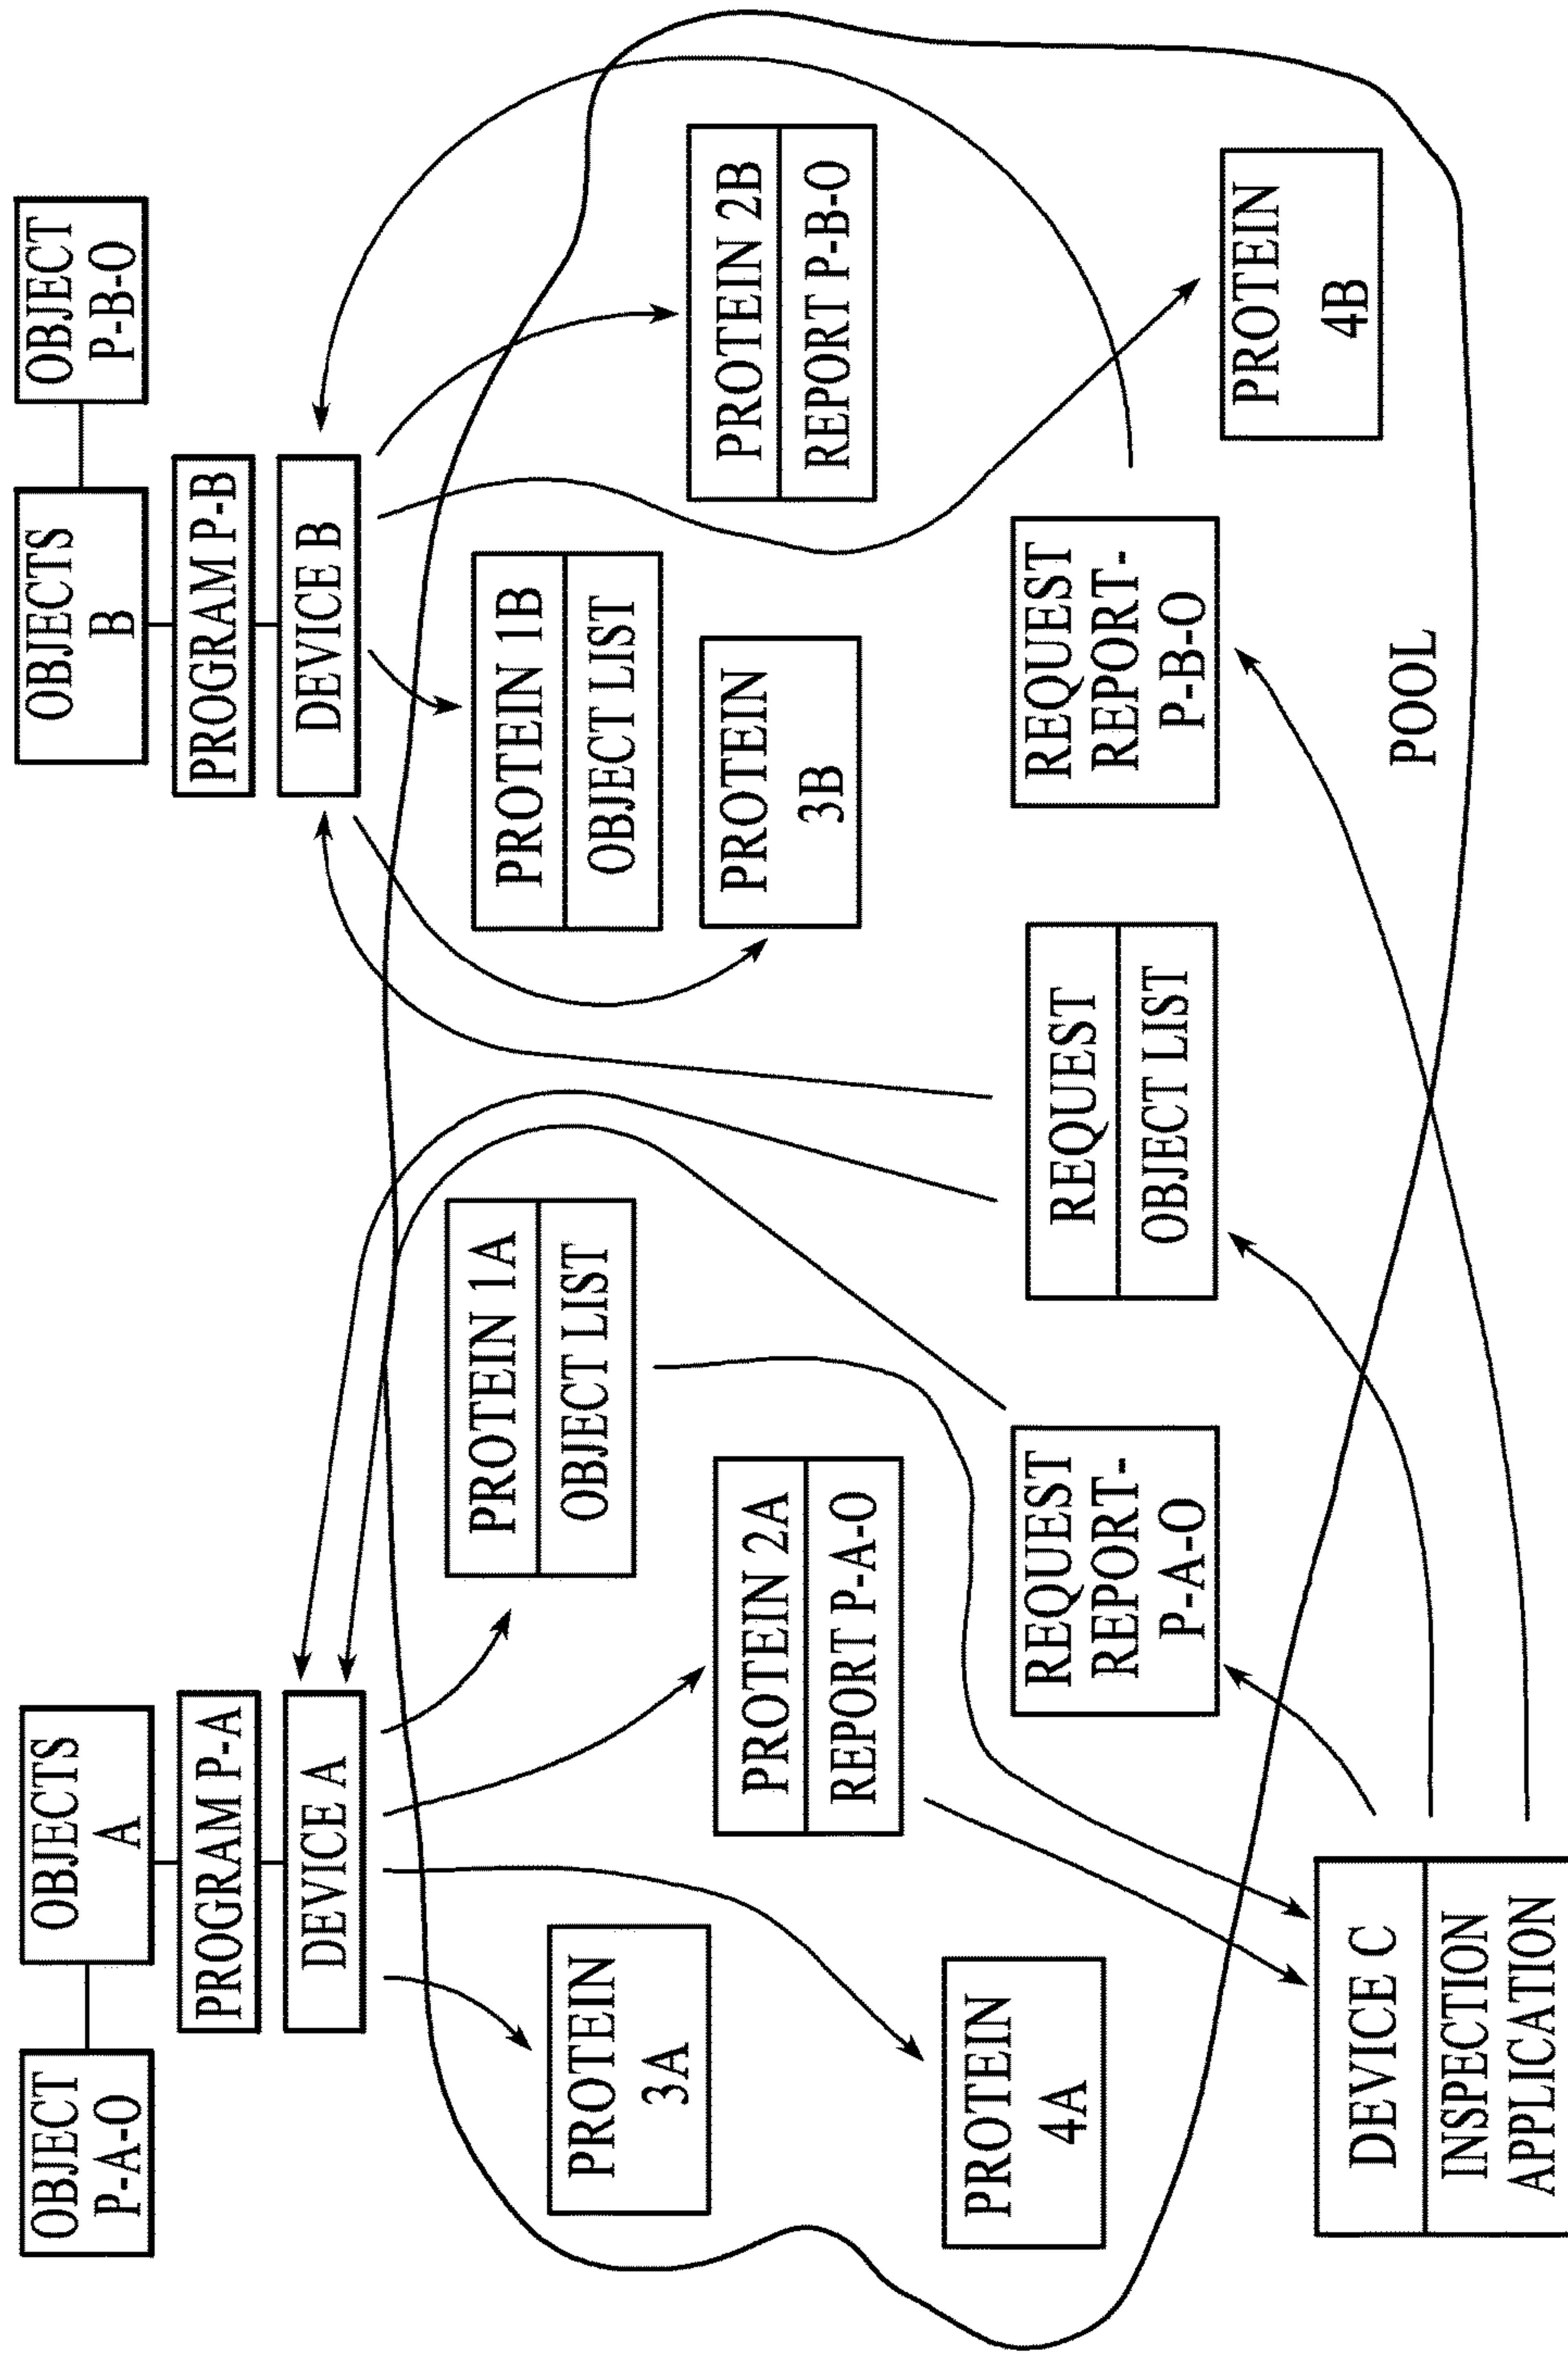 OBJECT
P-A-O
OBJECTS
A
PROGRAM P-A
DEVICE A
OBJECTS
B
OBJECT
P-B-O
PROGRAM P-B
DEVICE B
PROTEIN
3A
PROTEIN 1A
OBJECT LIST
PROTEIN 1B
OBJECT LIST
PROTEIN 2A
REPORT P-A-O
PROTEIN
3B
PROTEIN 2B
REPORT P-B-O
PROTEIN
4A
REQUEST
REPORT-
P-A-O
REQUEST
OBJECT LIST
REQUEST
REPORT-
P-B-O
PROTEIN
4B
POOL
DEVICE C
INSPECTION
APPLICATION